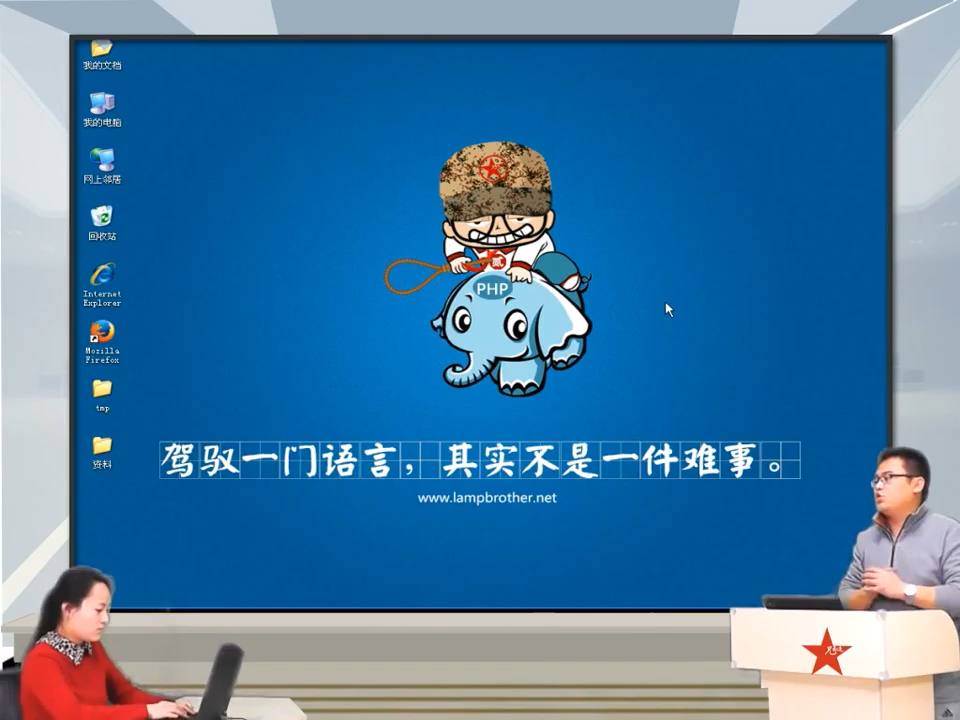 我的文档
我的电脑
网上邻居
回收站
Internet
Explorer
Mozilla
Firefox
tmp
资料
贰
PHP
驾驭一门语言，其实不是一件难事。
www.lampbrother.net